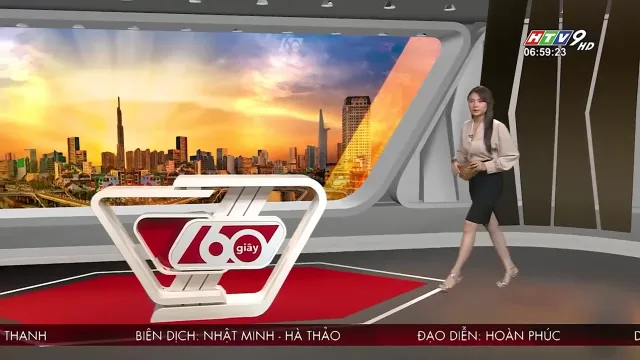 HTV9 HD
06:59:23
60 giây
THẠNH BIÊN DỊCH: NHẬT MINH - HÀ THẢO ĐẠO DIỄN: HOÀN PHÚC